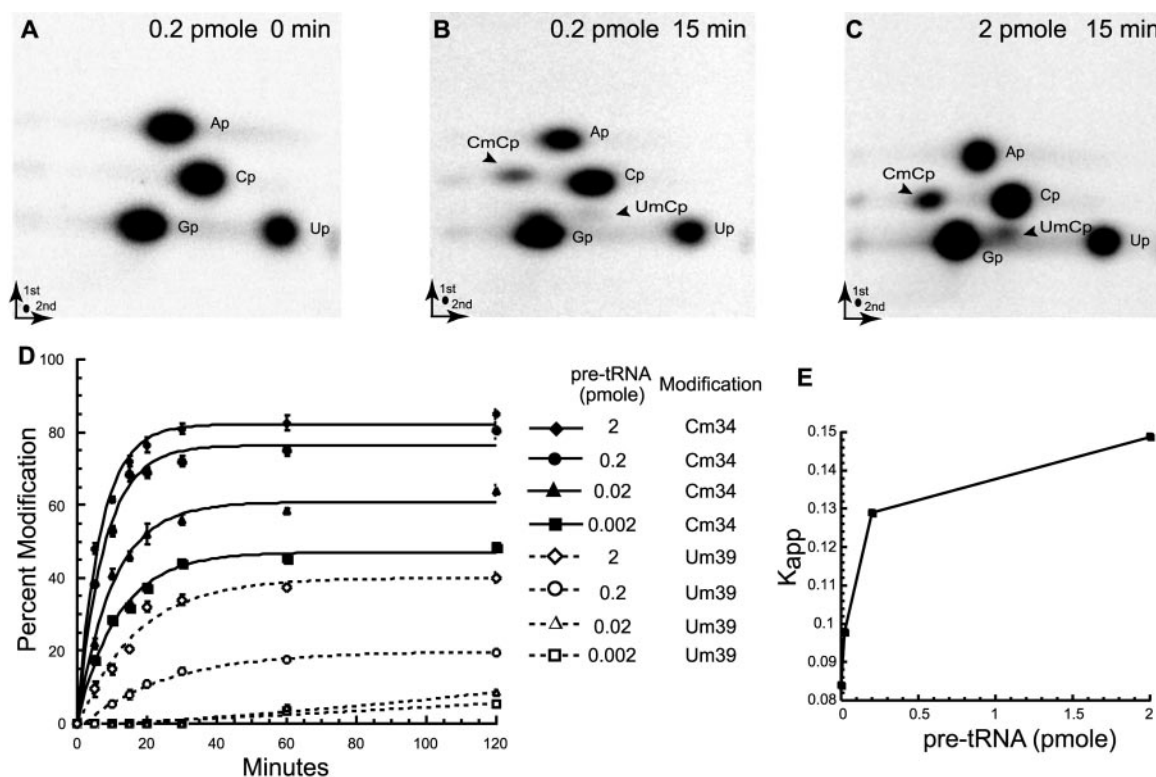 A 0.2 pmole 0 min
Ap
Cp
Gp Up
1st
2nd
B 0.2 pmole 15 min
CmCp Ap
Cp
UmCp
Gp Up
1st
2nd
C 2 pmole 15 min
Ap
CmCp Cp
UmCp
Gp Up
1st
2nd
D
Percent Modification
100
80
60
40
20
0
0 20 40 60 80 100 120
Minutes
pre-tRNA (pmole) Modification
2 Cm34
0.2 Cm34
0.02 Cm34
0.002 Cm34
2 Um39
0.2 Um39
0.02 Um39
0.002 Um39
E
Kapp
0.15
0.14
0.13
0.12
0.11
0.1
0.09
0.08
0 0.5 1 1.5 2
pre-tRNA (pmole)